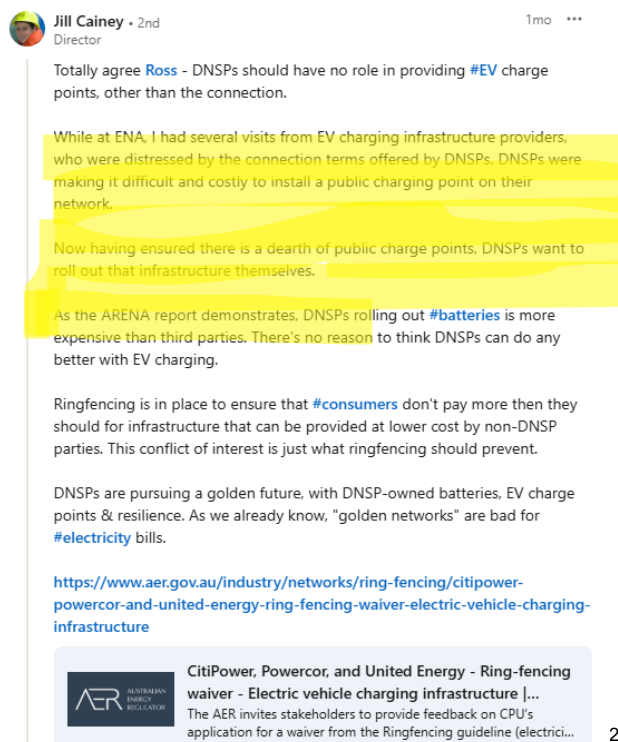 Jill Cainey • 2nd
1mo •••
Director
Totally agree Ross - DNSPs should have no role in providing #EV charge
points, other than the connection.
While at ENA, I had several visits from EV charging infrastructure providers,
who were distressed by the connection terms offered by DNSPs. DNSPs were
making it difficult and costly to install a public charging point on their
network.
Now having ensured there is a dearth of public charge points, DNSPs want to
roll out that infrastructure themselves.
As the ARENA report demonstrates, DNSPs rolling out #batteries is more
expensive than third parties. There's no reason to think DNSPs can do any
better with EV charging.
Ringfencing is in place to ensure that #consumers don't pay more then they
should for infrastructure that can be provided at lower cost by non-DNSP
parties. This conflict of interest is just what ringfencing should prevent.
DNSPs are pursuing a golden future, with DNSP-owned batteries, EV charge
points & resilience. As we already know, "golden networks" are bad for
#electricity bills.
https://www.aer.gov.au/industry/networks/ring-fencing/citipower-
powercor-and-united-energy-ring-fencing-waiver-electric-vehicle-charging-
infrastructure
AER AUSTRALIAN
ENERGY
REGULATOR
CitiPower, Powercor, and United Energy - Ring-fencing
waiver - Electric vehicle charging infrastructure |...
The AER invites stakeholders to provide feedback on CPU's
application for a waiver from the Ringfencing guideline (electrici...
2